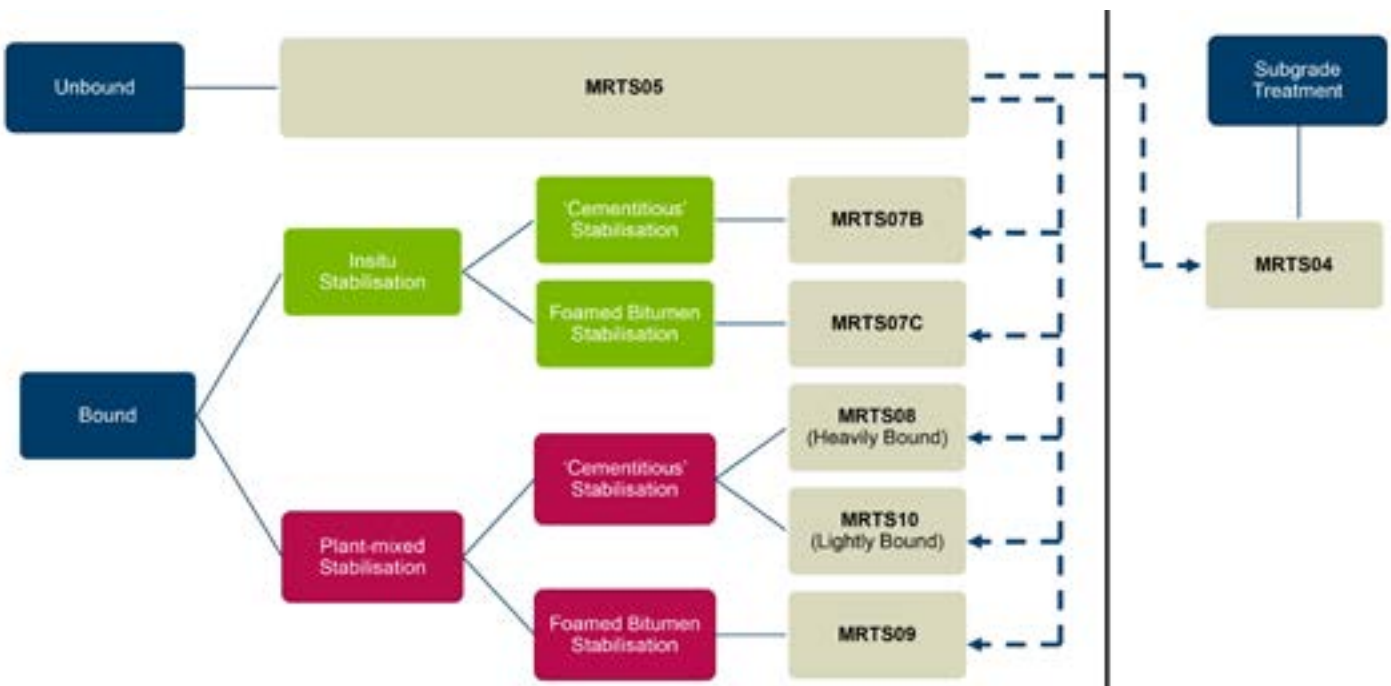 Unbound
MRTS05
Subgrade
Treatment
'Cementitious'
Stabilisation
MRTS07B
MRTS04
Insitu
Stabilisation
Foamed Bitumen
Stabilisation
MRTS07C
Bound
MRTS08
(Heavily Bound)
'Cementitious'
Stabilisation
MRTS10
(Lightly Bound)
Plant-mixed
Stabilisation
Foamed Bitumen
Stabilisation
MRTS09